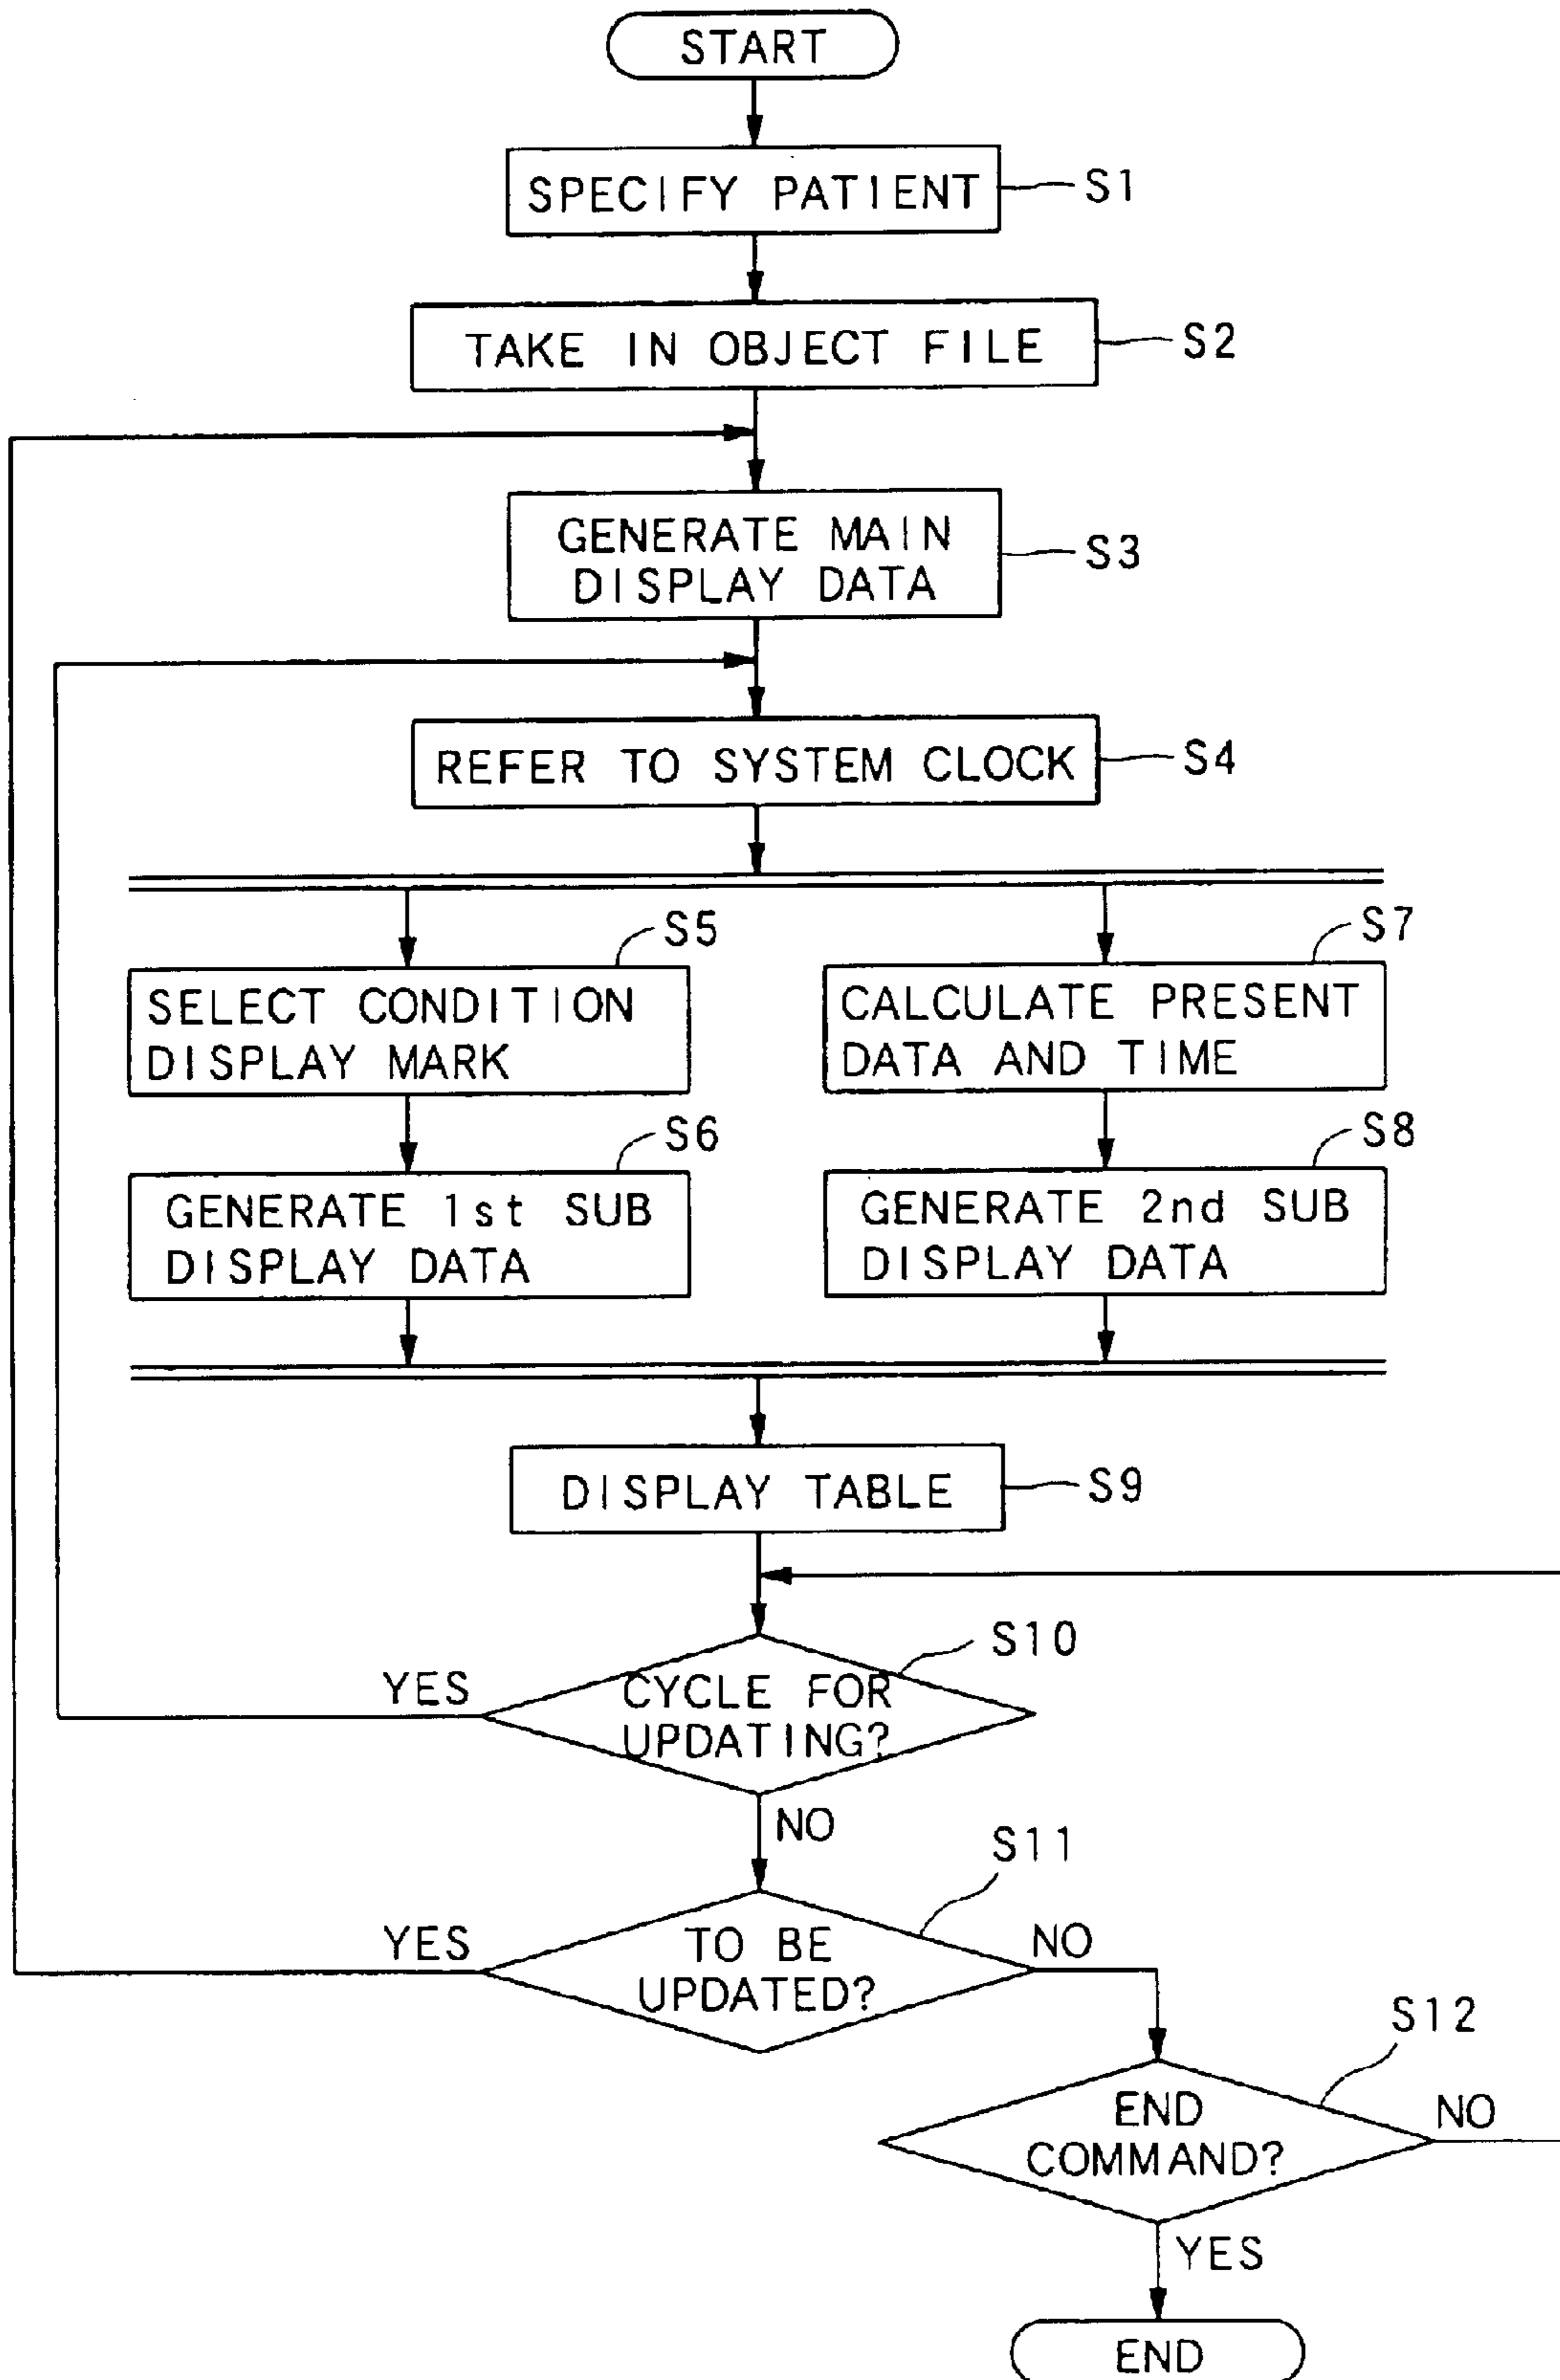 START
SPECIFY PATIENT
S1
TAKE IN OBJECT FILE
S2
GENERATE MAIN
DISPLAY DATA
S3
REFER TO SYSTEM CLOCK
S4
S5
SELECT CONDITION
DISPLAY MARK
S7
CALCULATE PRESENT
DATA AND TIME
S6
GENERATE 1st SUB
DISPLAY DATA
S8
GENERATE 2nd SUB
DISPLAY DATA
DISPLAY TABLE
S9
S10
CYCLE FOR
UPDATING?
YES
NO
S11
TO BE
UPDATED?
YES
NO
S12
END
COMMAND?
NO
YES
END